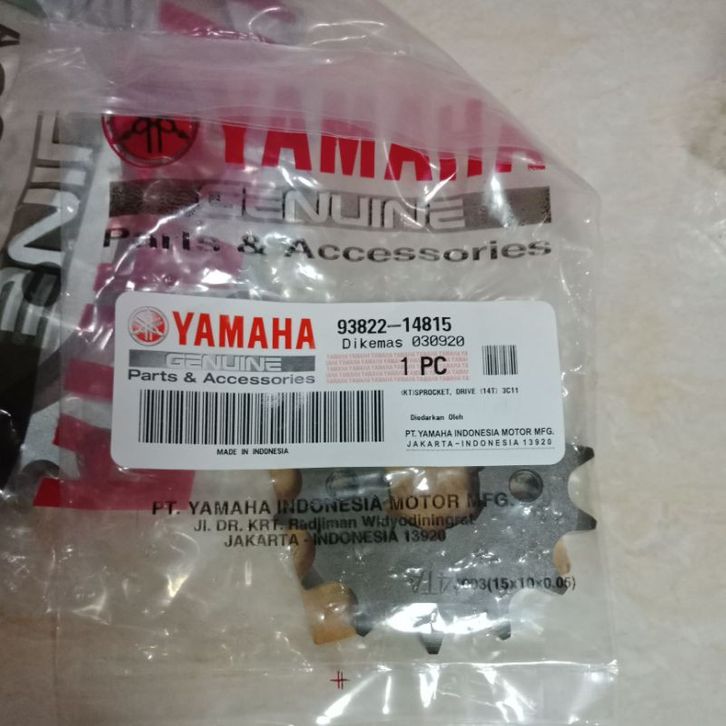 YAMAHA
GENUINE
Parts & Accessories
YAMAHA
GENUINE
Parts & Accessories
93822-14815
Dikemas 030920
1 PC
(KT)SPROCKET, DRIVE (14T) 3C11
Diedarkan Oleh
PT. YAMAHA INDONESIA MOTOR MFG.
JAKARTA-INDONESIA 13920
MADE IN INDONESIA
PT. YAMAHA INDONESIA MOTOR MFG.
Jl. DR. KRT. Radjiman Widyodiningrat
JAKARTA - INDONESIA 13920
(15x10x0.06)